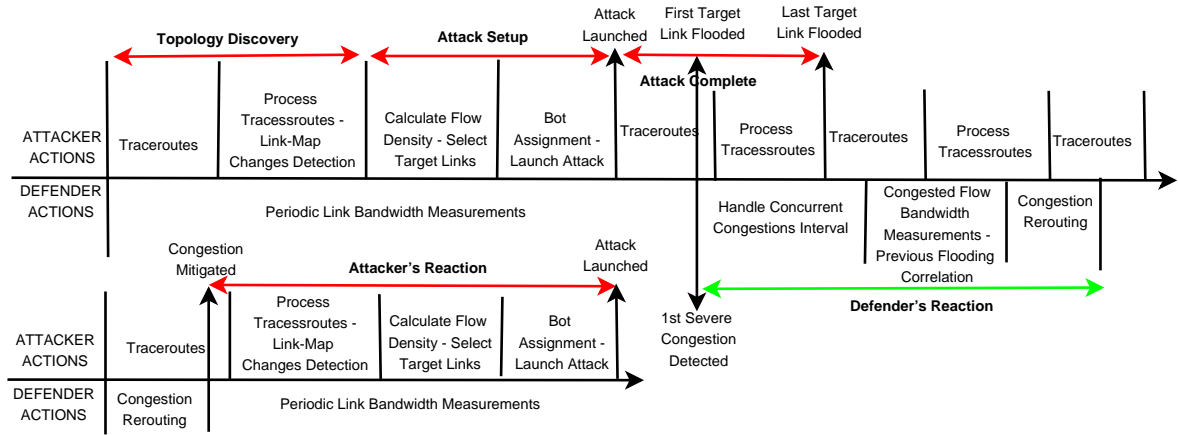 Topology Discovery
Attack Setup
Attack
Launched
First Target
Link Flooded
Last Target
Link Flooded
Attack Complete
ATTACKER
ACTIONS
Traceroutes
Process
Tracessroutes -
Link-Map
Changes Detection
Calculate Flow
Density - Select
Target Links
Bot
Assignment -
Launch Attack
Traceroutes
Process
Tracessroutes
Traceroutes
Process
Tracessroutes
Traceroutes
DEFENDER
ACTIONS
Periodic Link Bandwidth Measurements
Handle Concurrent
Congestions Interval
Congested Flow
Bandwidth
Measurements -
Previous Flooding
Correlation
Congestion
Rerouting
Defender's Reaction
1st Severe
Congestion
Detected
Congestion
Mitigated
Attacker's Reaction
Attack
Launched
ATTACKER
ACTIONS
Traceroutes
Process
Tracessroutes -
Link-Map
Changes Detection
Calculate Flow
Density - Select
Target Links
Bot
Assignment -
Launch Attack
DEFENDER
ACTIONS
Congestion
Rerouting
Periodic Link Bandwidth Measurements